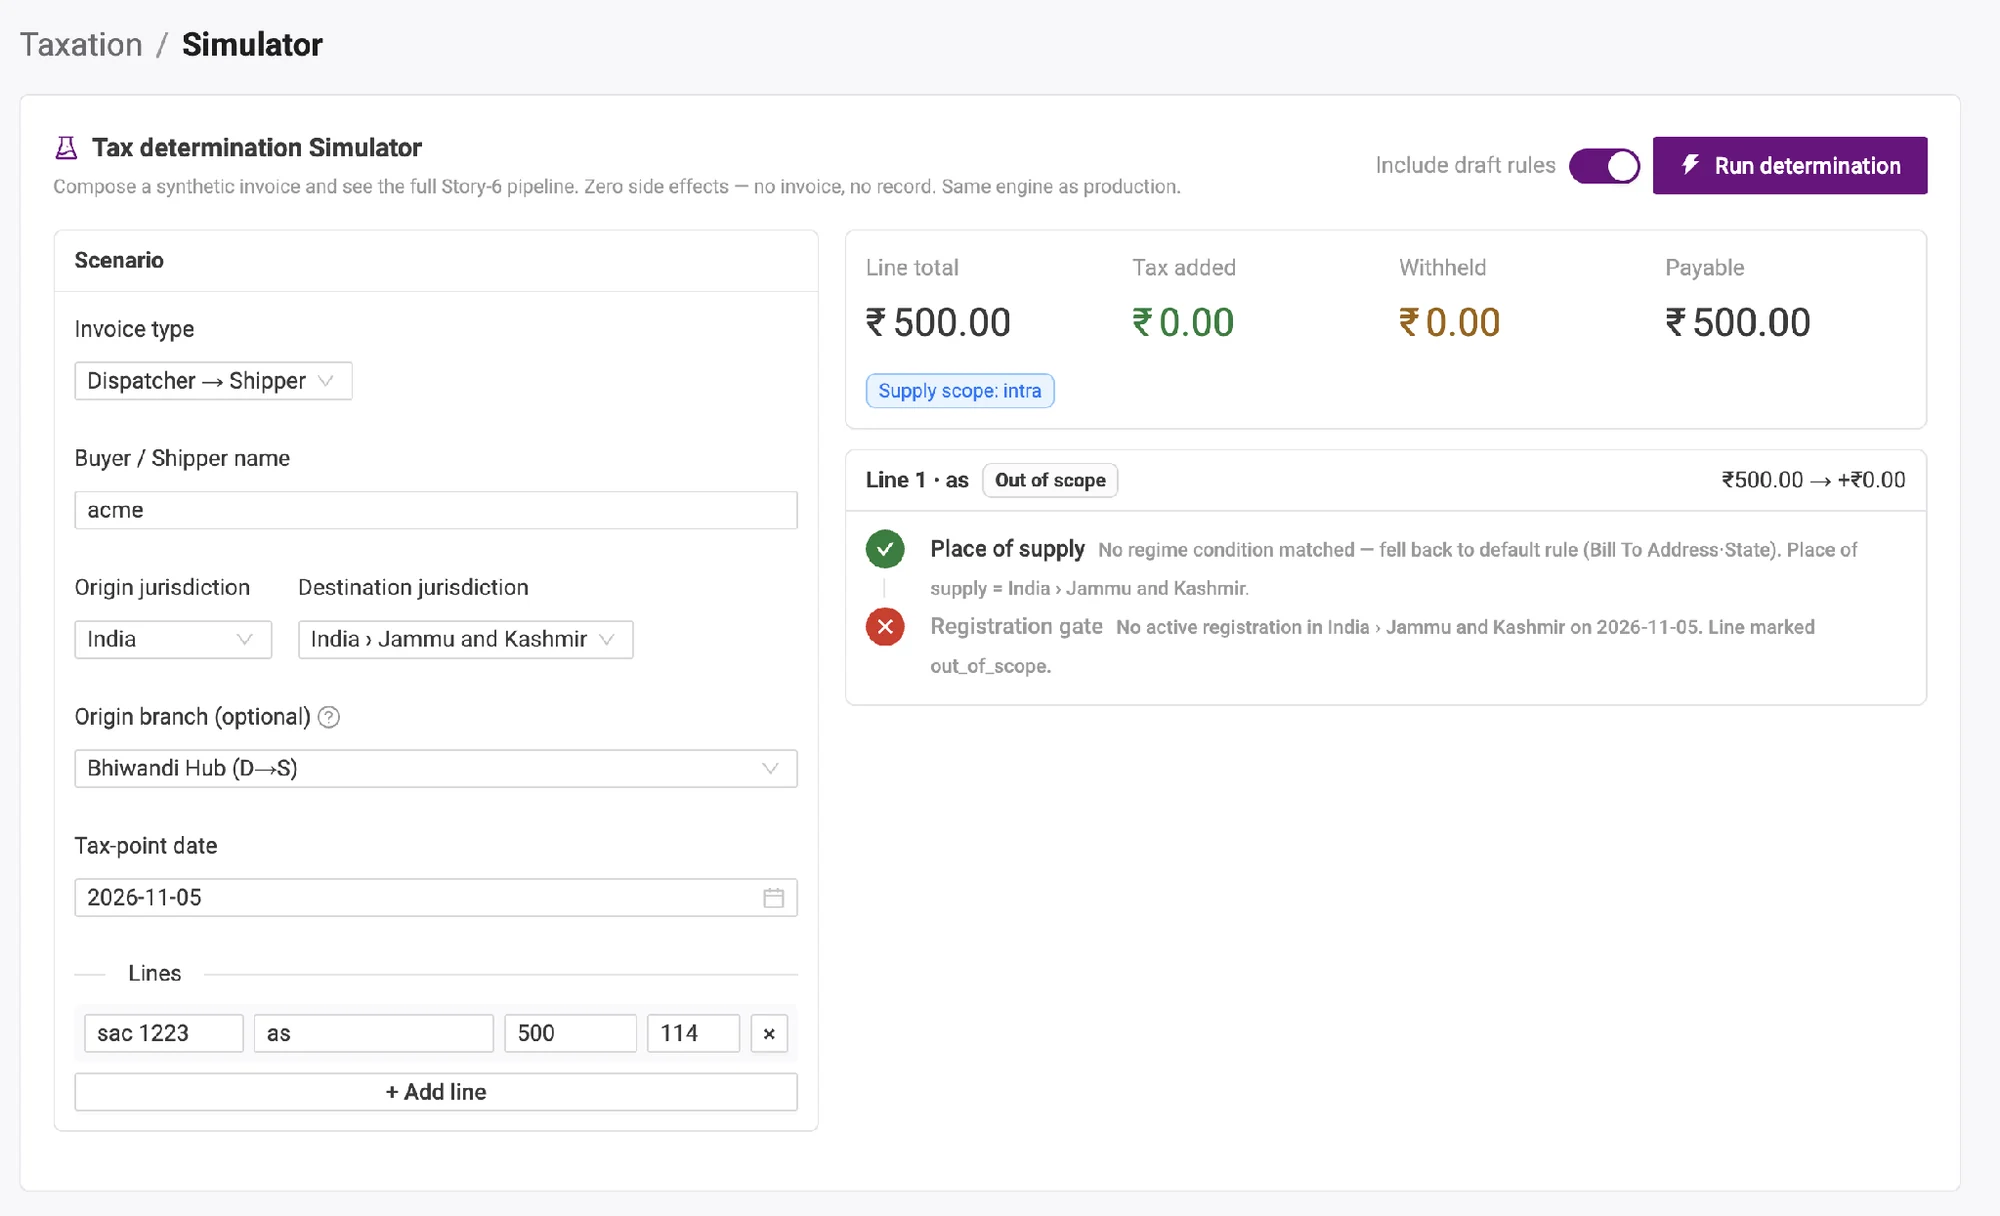 Taxation / Simulator
Tax determination Simulator
Compose a synthetic invoice and see the full Story-6 pipeline. Zero side effects — no invoice, no record. Same engine as production.
Include draft rules
Run determination
Scenario
Invoice type
Dispatcher → Shipper
Buyer / Shipper name
acme
Origin jurisdiction
Destination jurisdiction
India
India › Jammu and Kashmir
Origin branch (optional) ?
Bhiwandi Hub (D→S)
Tax-point date
2026-11-05
Lines
sac 1223
as
500
114
×
+ Add line
Line total
Tax added
Withheld
Payable
₹ 500.00
₹ 0.00
₹ 0.00
₹ 500.00
Supply scope: intra
Line 1 · as Out of scope
₹500.00 → +₹0.00
Place of supply No regime condition matched — fell back to default rule (Bill To Address·State). Place of
supply = India › Jammu and Kashmir.
Registration gate No active registration in India › Jammu and Kashmir on 2026-11-05. Line marked
out_of_scope.